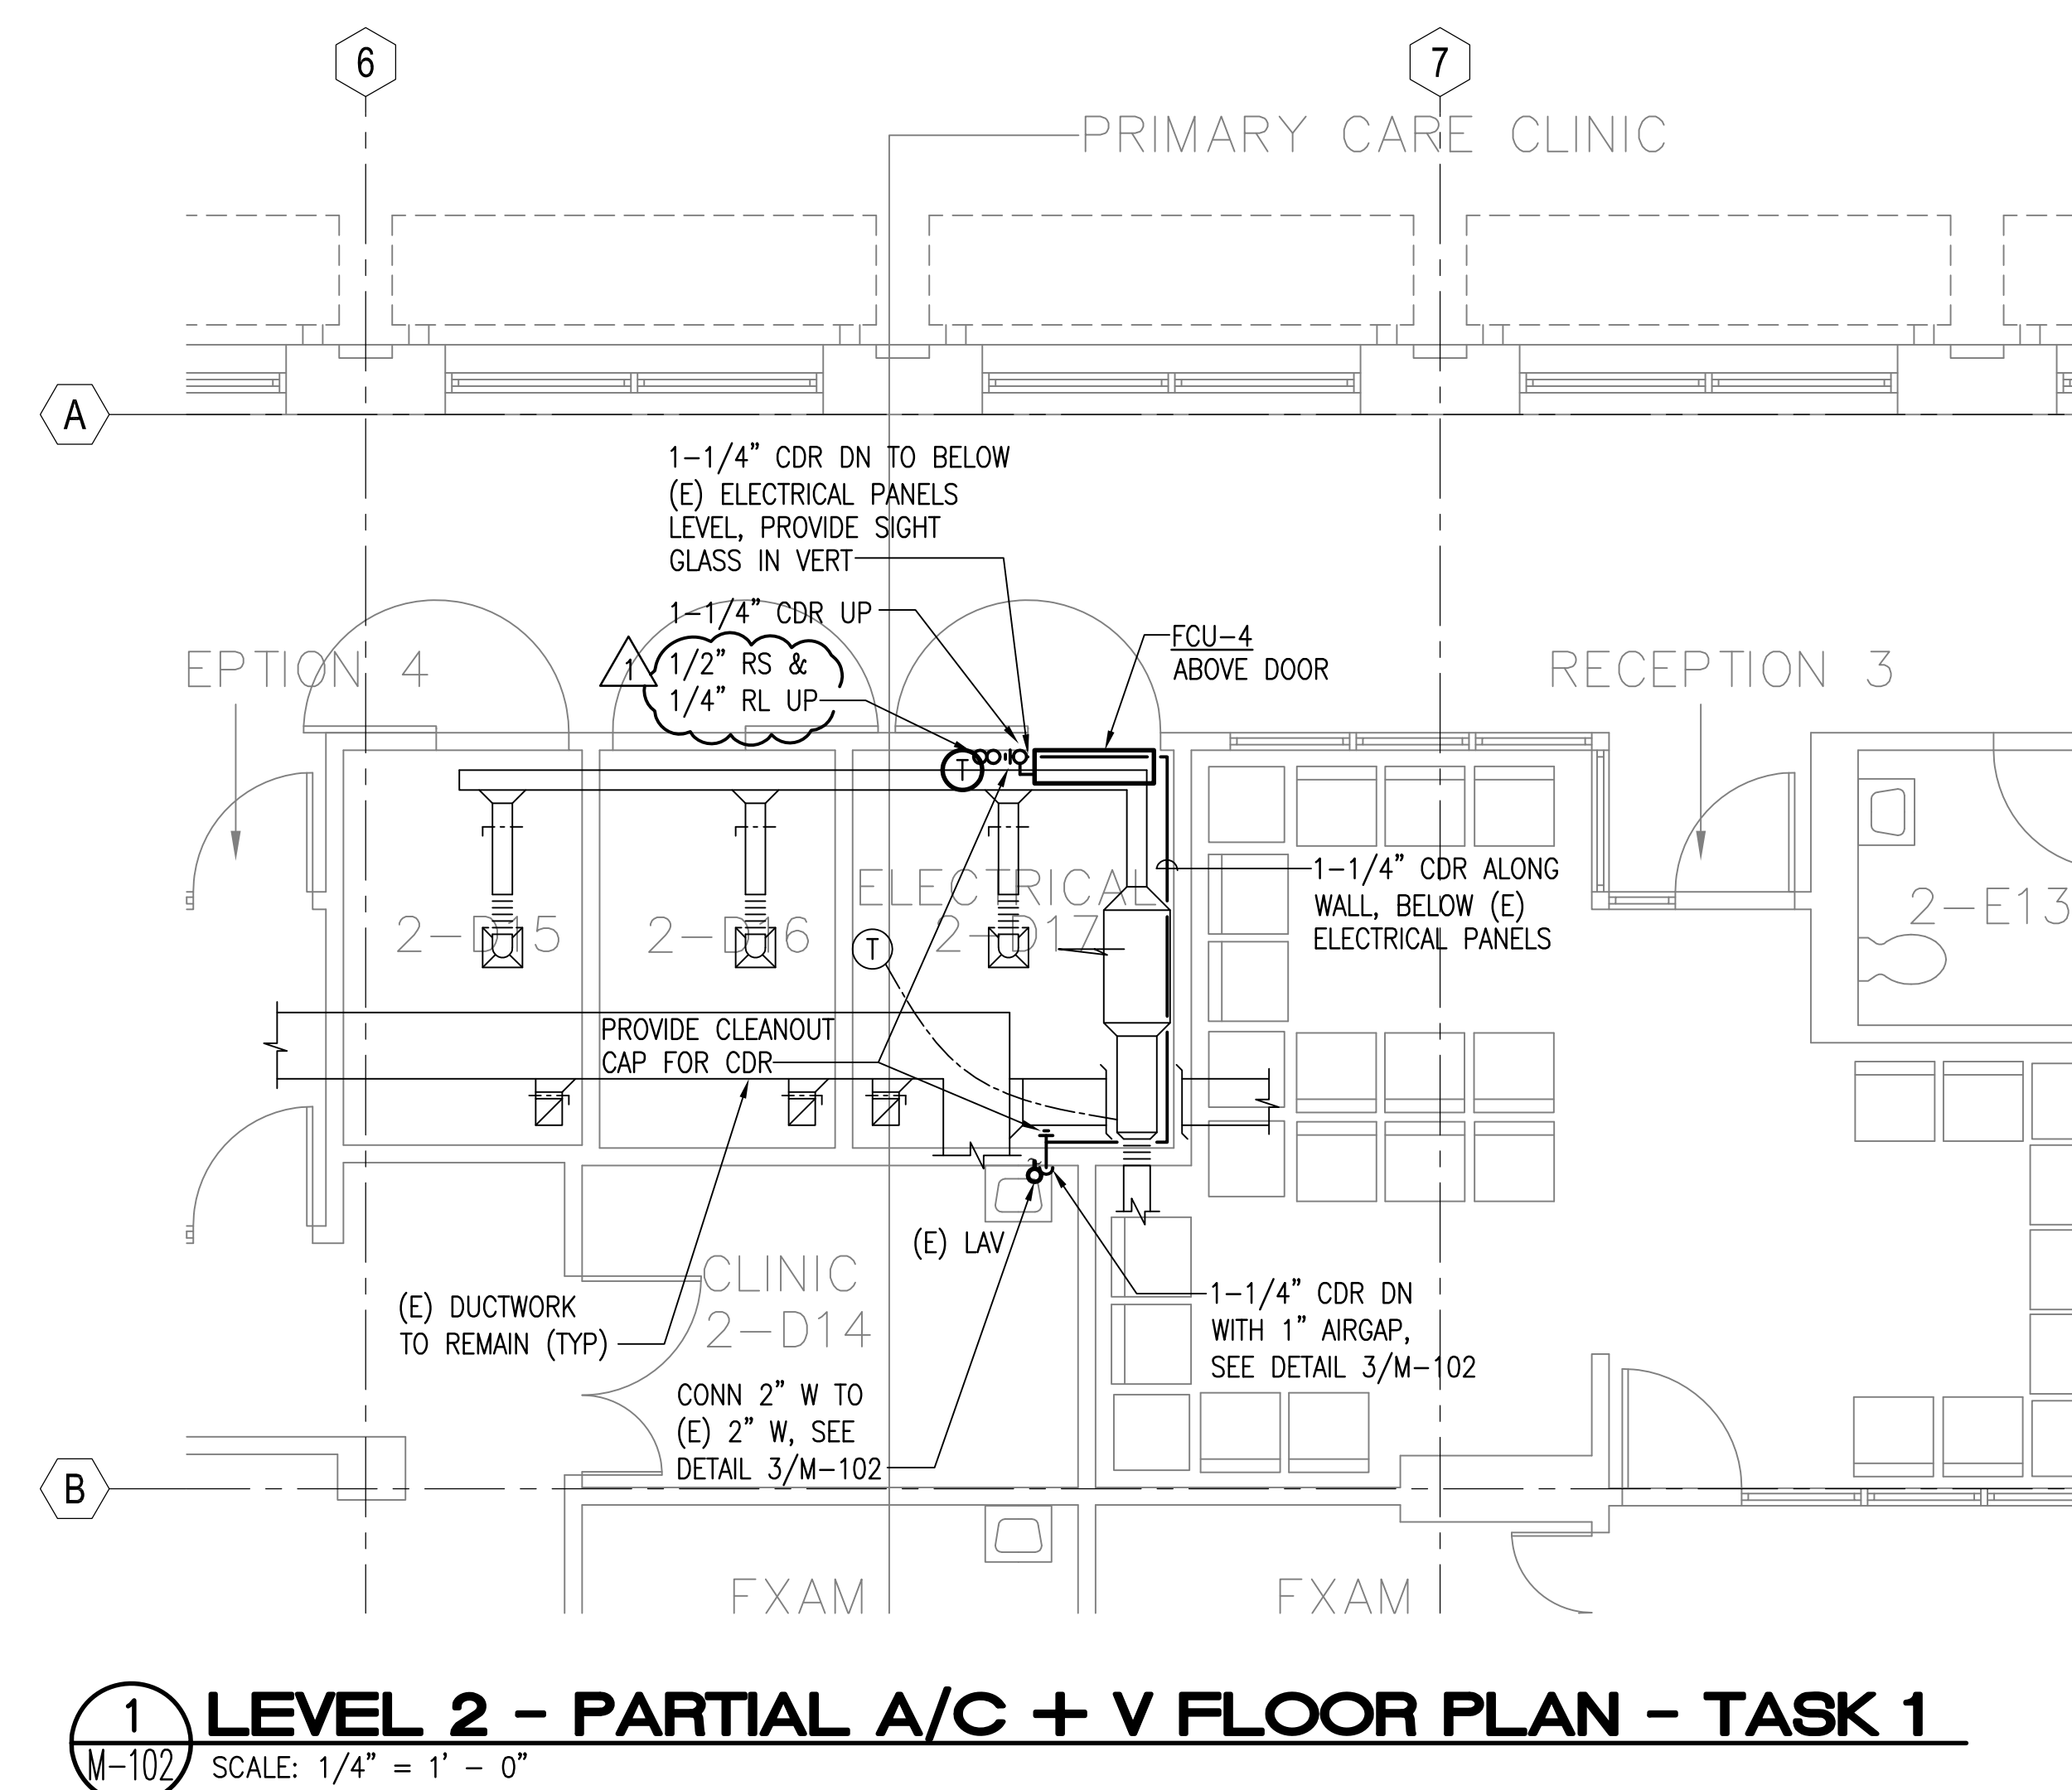 6
7
PRIMARY CARE CLINIC
A
1-1/4" CDR DN TO BELOW
(E) ELECTRICAL PANELS
LEVEL, PROVIDE SIGHT
GLASS IN VERT
1-1/4" CDR UP
1
1/2" RS &
1/4" RL UP
FCU-4
ABOVE DOOR
EPTION 4
RECEPTION 3
T
ELECTRICAL
2-D15
2-D16
2-D17
T
1-1/4" CDR ALONG
WALL, BELOW (E)
ELECTRICAL PANELS
2-E13
PROVIDE CLEANOUT
CAP FOR CDR
(E) LAV
CLINIC
2-D14
(E) DUCTWORK
TO REMAIN (TYP)
1-1/4" CDR DN
WITH 1" AIRGAP,
SEE DETAIL 3/M-102
CONN 2" W TO
(E) 2" W, SEE
DETAIL 3/M-102
B
EXAM
EXAM
1
M-102
LEVEL 2 - PARTIAL A/C + V FLOOR PLAN - TASK 1
SCALE: 1/4" = 1' - 0"